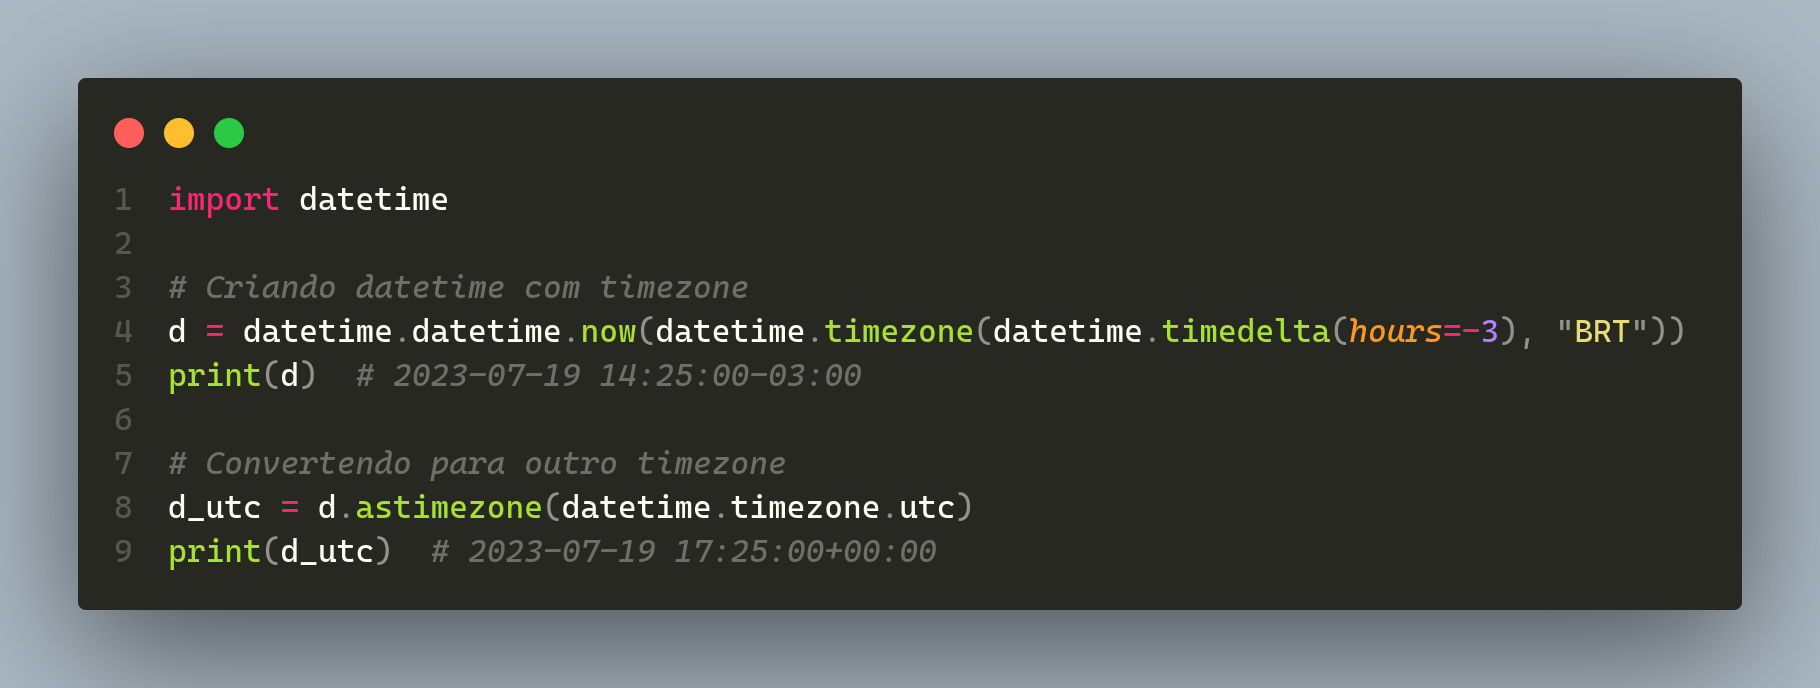 1 import datetime
2
3 # Criando datetime com timezone
4 d = datetime.datetime.now(datetime.timezone(datetime.timedelta(hours=-3), "BRT"))
5 print(d)  # 2023-07-19 14:25:00-03:00
6
7 # Convertendo para outro timezone
8 d_utc = d.astimezone(datetime.timezone.utc)
9 print(d_utc)  # 2023-07-19 17:25:00+00:00